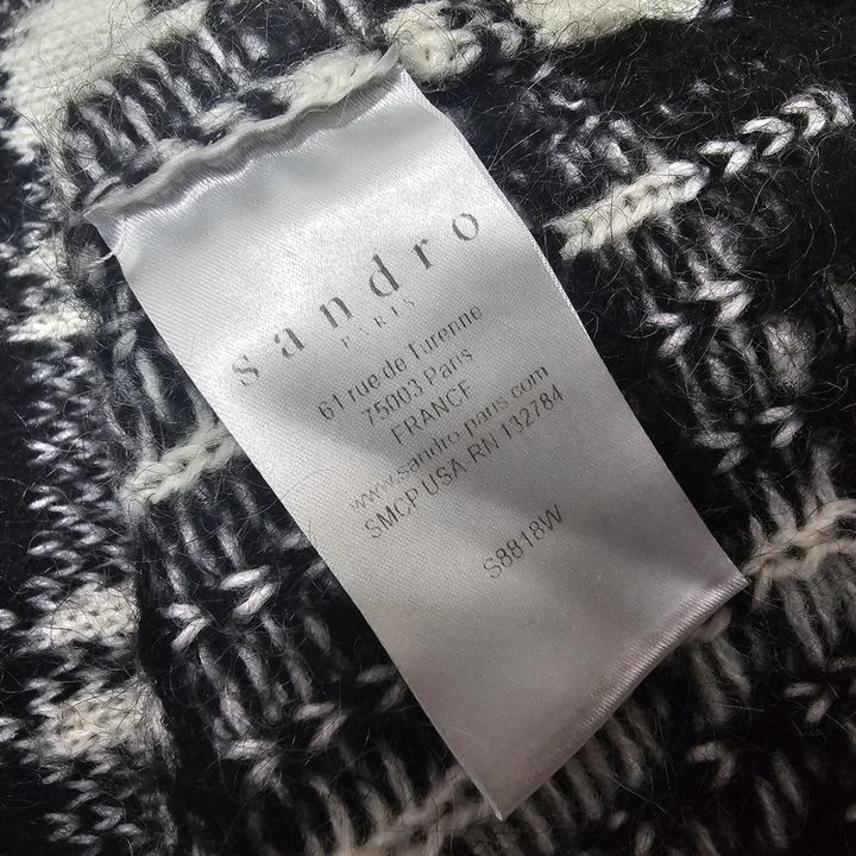 sandro
PARIS
61 rue de Turenne
75003 Paris
FRANCE
www.sandro-paris.com
SMCP USA-RN 132784
S8818W